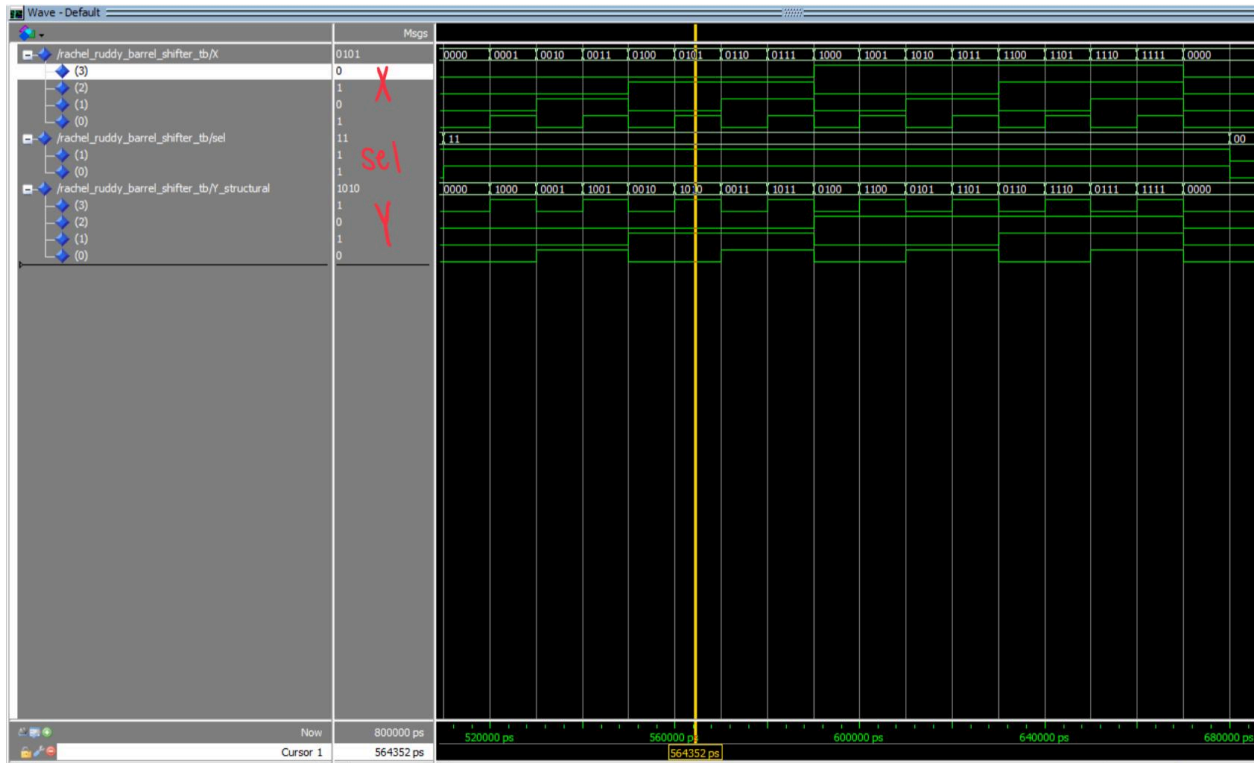 Wave - Default
Msgs
/rachel_ruddy_barrel_shifter_tb/X 0101 0000 0001 0010 0011 0100 0101 0110 0111 1000 1001 1010 1011 1100 1101 1110 1111 0000
(3) 0
(2) 1
(1) 0
(0) 1
X
/rachel_ruddy_barrel_shifter_tb/sel 11 11 00
(1) 1
(0) 1
sel
/rachel_ruddy_barrel_shifter_tb/Y_structural 1010 0000 1000 0001 1001 0010 1010 0011 1011 0100 1100 0101 1101 0110 1110 0111 1111 0000
(3) 1
(2) 0
(1) 1
(0) 0
Y
Now 800000 ps 520000 ps 560000 ps 600000 ps 640000 ps 680000 ps
Cursor 1 564352 ps 564352 ps